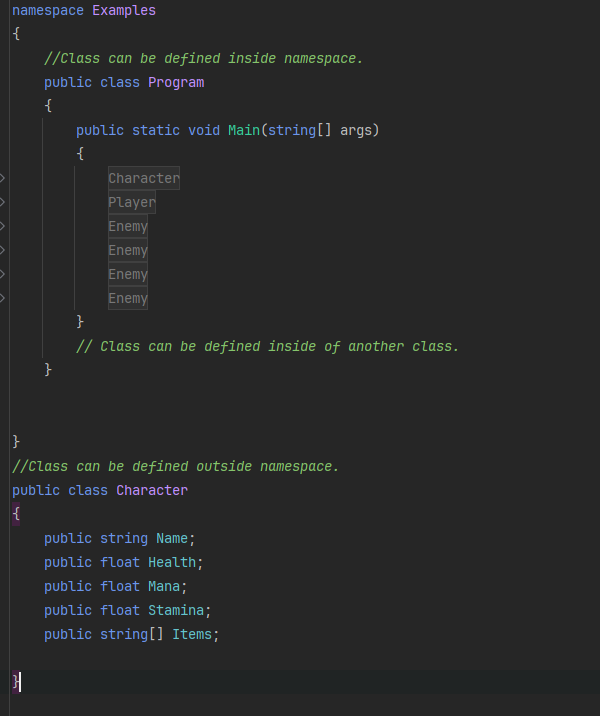 namespace Examples
{
//Class can be defined inside namespace.
public class Program
{
public static void Main(string[] args)
{
Character
Player
Enemy
Enemy
Enemy
Enemy
}
// Class can be defined inside of another class.
}
}
//Class can be defined outside namespace.
public class Character
{
public string Name;
public float Health;
public float Mana;
public float Stamina;
public string[] Items;
}